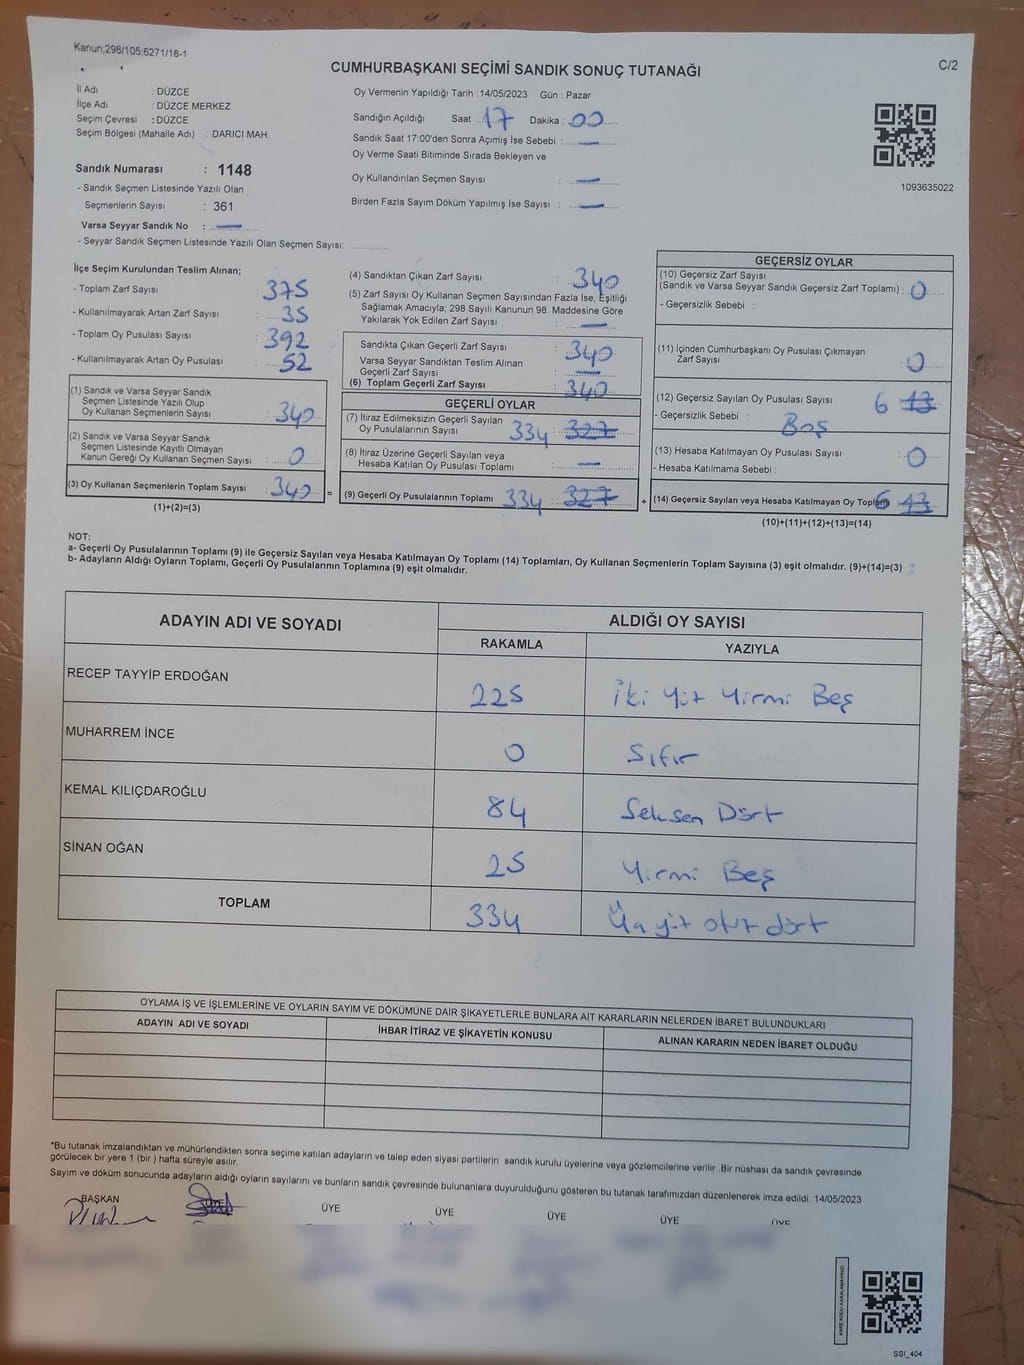 Kanun;298/105,6271/18-1
C/2
CUMHURBAŞKANI SEÇİMİ SANDIK SONUÇ TUTANAĞI
İl Adı : DÜZCE
İlçe Adı : DÜZCE MERKEZ
Seçim Çevresi : DÜZCE
Seçim Bölgesi (Mahalle Adı) : DARICI MAH.
Sandık Numarası : 1148
- Sandık Seçmen Listesinde Yazılı Olan
Seçmenlerin Sayısı : 361
Varsa Seyyar Sandık No : —
- Seyyar Sandık Seçmen Listesinde Yazılı Olan Seçmen Sayısı:
Oy Vermenin Yapıldığı Tarih : 14/05/2023 Gün : Pazar
Sandığın Açıldığı Saat : 17 Dakika : 00
Sandık Saat 17:00'den Sonra Açımış İse Sebebi : —
Oy Verme Saati Bitiminde Sırada Bekleyen ve
Oy Kullandırılan Seçmen Sayısı : —
Birden Fazla Sayım Döküm Yapılmış İse Sayısı : —
1093635022
İlçe Seçim Kurulundan Teslim Alınan;
- Toplam Zarf Sayısı : 375
- Kullanılmayarak Artan Zarf Sayısı : 35
- Toplam Oy Pusulası Sayısı : 392
- Kullanılmayarak Artan Oy Pusulası : 52
(1) Sandık ve Varsa Seyyar Sandık
Seçmen Listesinde Yazılı Olup
Oy Kullanan Seçmenlerin Sayısı : 340
(2) Sandık ve Varsa Seyyar Sandık
Seçmen Listesinde Kayıtlı Olmayan
Kanun Gereği Oy Kullanan Seçmen Sayısı : 0
(3) Oy Kullanan Seçmenlerin Toplam Sayısı : 340
(1)+(2)=(3)
=
(4) Sandıktan Çıkan Zarf Sayısı : 340
(5) Zarf Sayısı Oy Kullanan Seçmen Sayısından Fazla İse, Eşitliği
Sağlamak Amacıyla; 298 Sayılı Kanunun 98. Maddesine Göre
Yakılarak Yok Edilen Zarf Sayısı : —
Sandıkta Çıkan Geçerli Zarf Sayısı : 340
Varsa Seyyar Sandıktan Teslim Alınan
Geçerli Zarf Sayısı : —
(6) Toplam Geçerli Zarf Sayısı : 340
GEÇERLİ OYLAR
(7) İtiraz Edilmeksizin Geçerli Sayılan
Oy Pusulalarının Sayısı 334 327
(8) İtiraz Üzerine Geçerli Sayılan veya
Hesaba Katılan Oy Pusulası Toplamı : —
(9) Geçerli Oy Pusulalarının Toplamı 334 327
+
GEÇERSİZ OYLAR
(10) Geçersiz Zarf Sayısı
(Sandık ve Varsa Seyyar Sandık Geçersiz Zarf Toplamı) : 0
- Geçersizlik Sebebi :
(11) İçinden Cumhurbaşkanı Oy Pusulası Çıkmayan
Zarf Sayısı : 0
(12) Geçersiz Sayılan Oy Pusulası Sayısı 6 13
- Geçersizlik Sebebi : Boş
(13) Hesaba Katılmayan Oy Pusulası Sayısı : 0
- Hesaba Katılmama Sebebi :
(14) Geçersiz Sayılan veya Hesaba Katılmayan Oy Toplamı 6 13
(10)+(11)+(12)+(13)=(14)
NOT:
a- Geçerli Oy Pusulalarının Toplamı (9) ile Geçersiz Sayılan veya Hesaba Katılmayan Oy Toplamı (14) Toplamları, Oy Kullanan Seçmenlerin Toplam Sayısına (3) eşit olmalıdır. (9)+(14)=(3)
b- Adayların Aldığı Oyların Toplamı, Geçerli Oy Pusulalarının Toplamına (9) eşit olmalıdır.
ADAYIN ADI VE SOYADI
ALDIĞI OY SAYISI
RAKAMLA YAZIYLA
RECEP TAYYİP ERDOĞAN 225 İki Yüz Yirmi Beş
MUHARREM İNCE 0 Sıfır
KEMAL KILIÇDAROĞLU 84 Seksen Dört
SİNAN OĞAN 25 Yirmi Beş
TOPLAM 334 Üç yüz otuz dört
OYLAMA İŞ VE İŞLEMLERİNE VE OYLARIN SAYIM VE DÖKÜMÜNE DAİR ŞİKAYETLERLE BUNLARA AİT KARARLARIN NELERDEN İBARET BULUNDUKLARI
ADAYIN ADI VE SOYADI
İHBAR İTİRAZ VE ŞİKAYETİN KONUSU
ALINAN KARARIN NEDEN İBARET OLDUĞU
*Bu tutanak imzalandıktan ve mühürlendikten sonra seçime katılan adayların ve talep eden siyasi partilerin sandık kurulu üyelerine veya gözlemcilerine verilir. Bir nüshası da sandık çevresinde
görülecek bir yere 1 (bir) hafta süreyle asılır.
Sayım ve döküm sonucunda adayların aldığı oyların sayılarını ve bunların sandık çevresinde bulunanlara duyurulduğunu gösteren bu tutanak tarafımızdan düzenlenerek imza edildi. 14/05/2023
BAŞKAN ÜYE ÜYE ÜYE ÜYE ÜYE
SSI_404